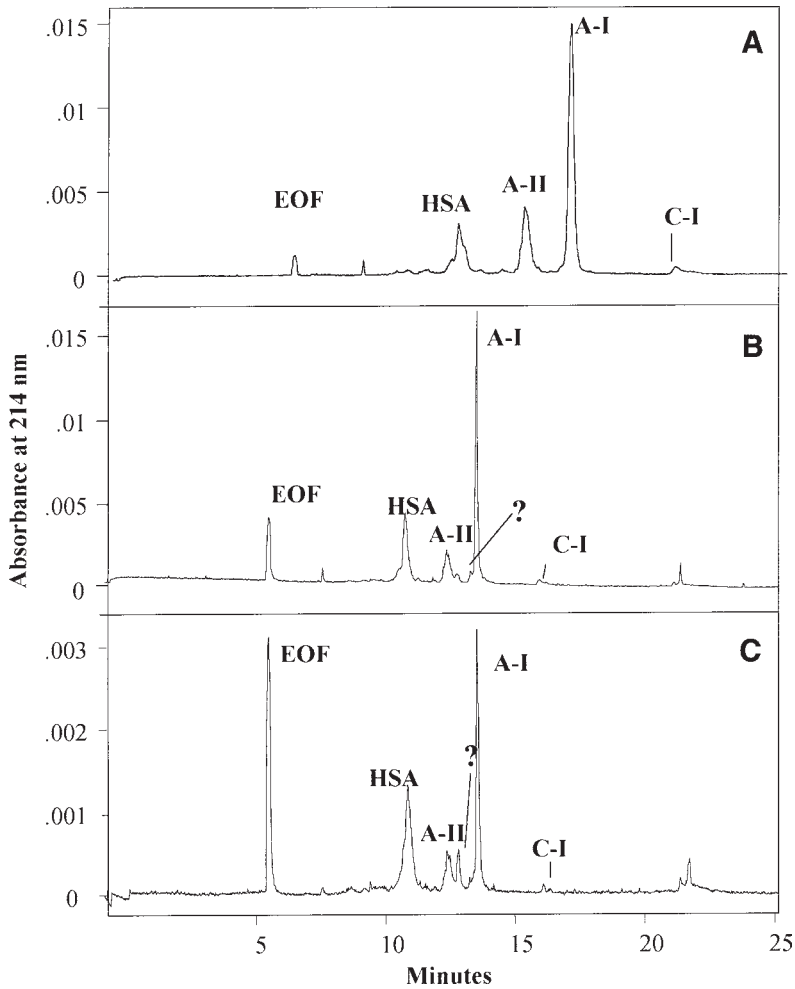 A
.015
.01
.005
0
EOF
HSA
A-II
A-I
C-I
B
.015
.01
.005
0
EOF
HSA
A-II
A-I
?
C-I
C
.003
.002
.001
0
EOF
HSA
A-II
?
A-I
C-I
Absorbance at 214 nm
5
10
15
20
25
Minutes